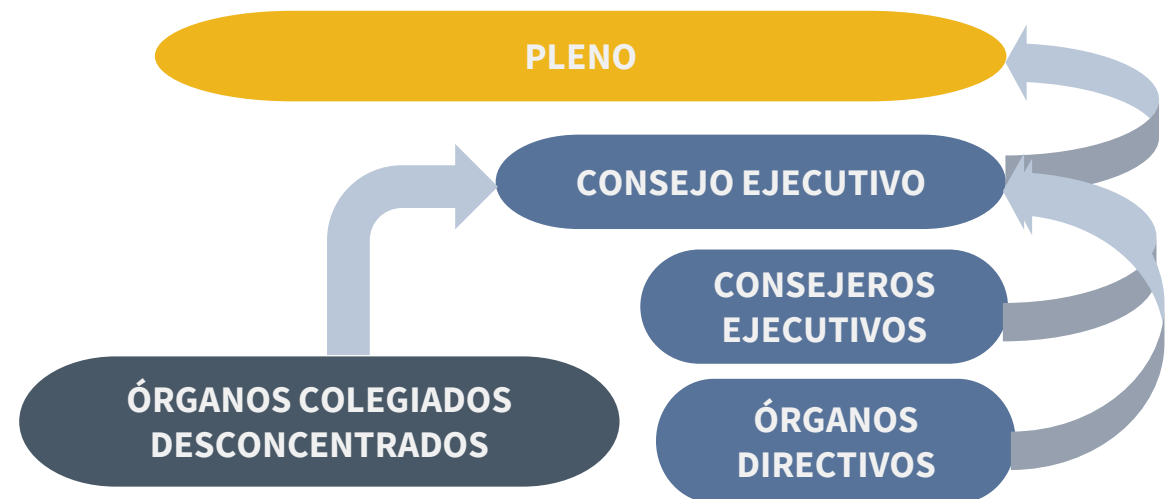 PLENO
CONSEJO EJECUTIVO
CONSEJEROS
EJECUTIVOS
ÓRGANOS COLEGIADOS
DESCONCENTRADOS
ÓRGANOS
DIRECTIVOS